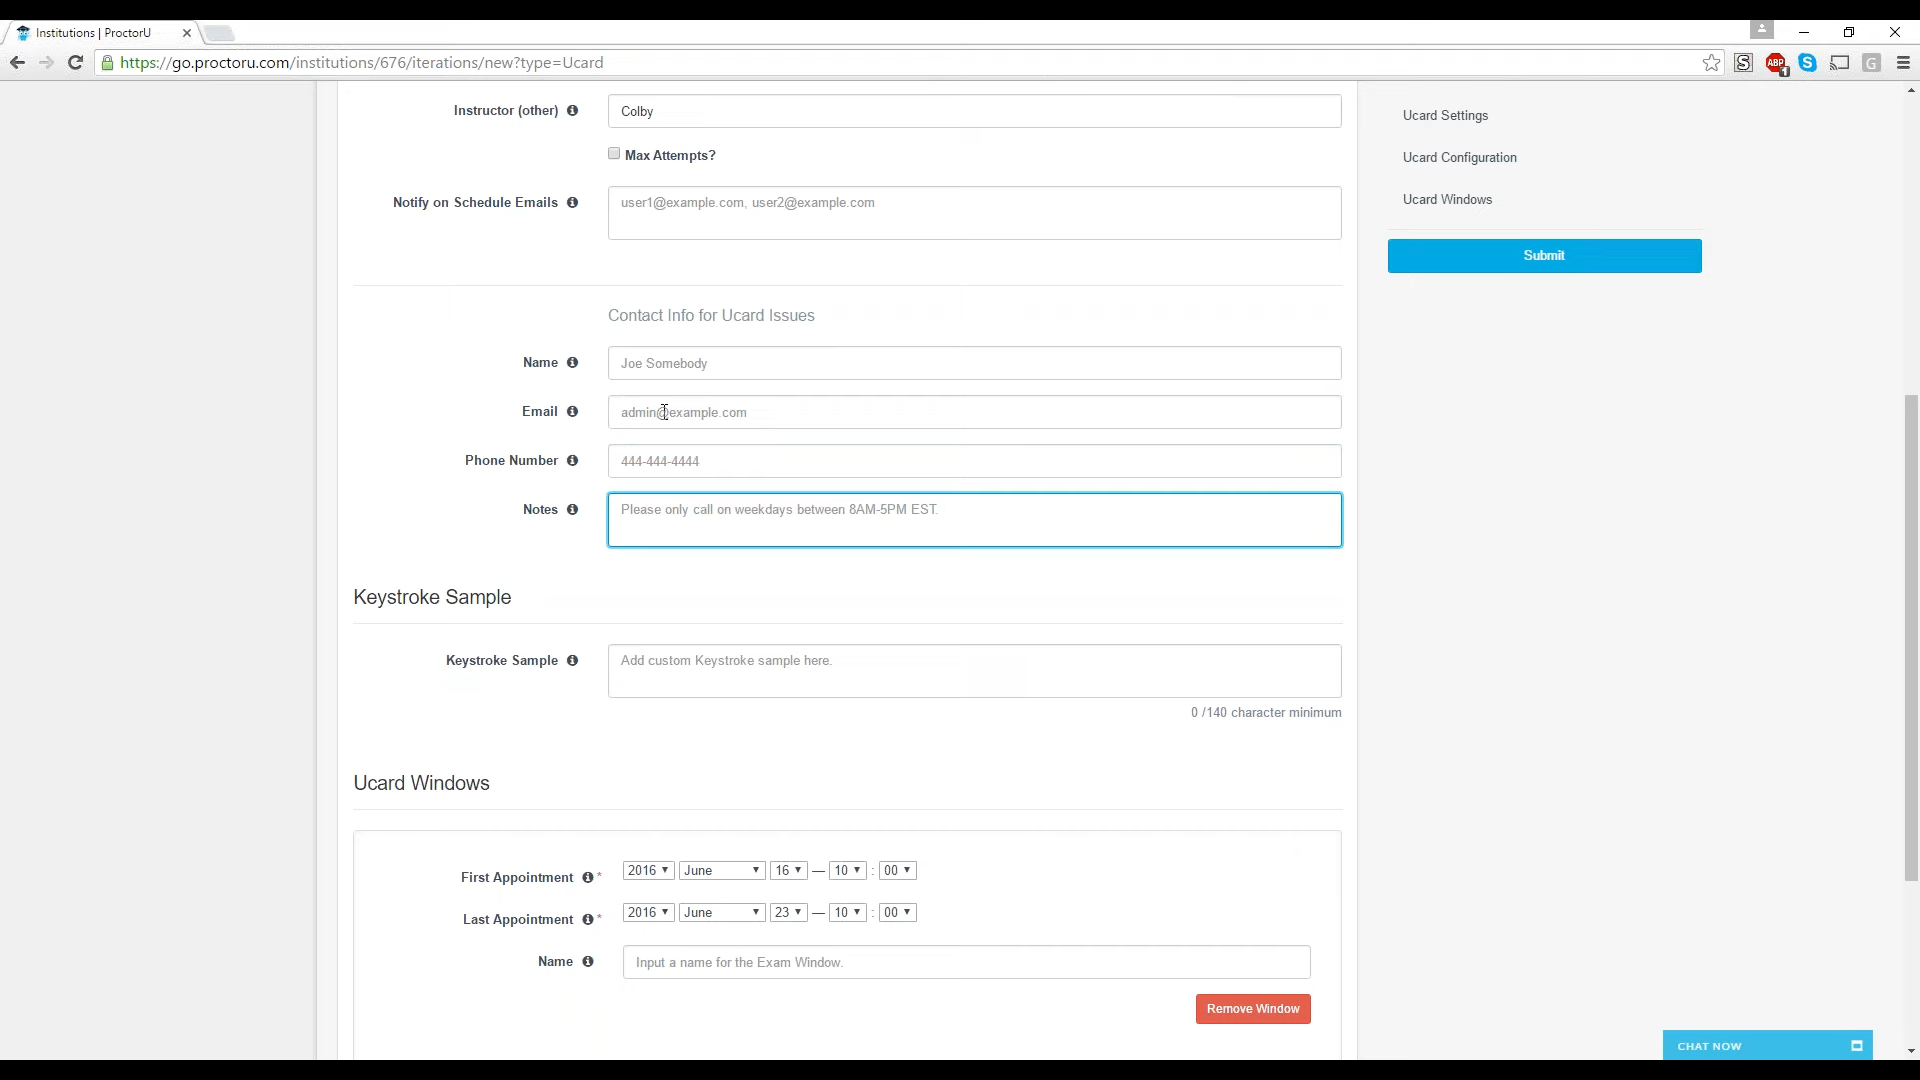 Institutions | ProctorU
https://go.proctoru.com/institutions/676/iterations/new?type=Ucard
ABP
1
Instructor (other)
Colby
Max Attempts?
Notify on Schedule Emails
user1@example.com, user2@example.com
Contact Info for Ucard Issues
Name
Joe Somebody
Email
admin@example.com
Phone Number
444-444-4444
Notes
Please only call on weekdays between 8AM-5PM EST.
Keystroke Sample
Keystroke Sample
Add custom Keystroke sample here.
0 /140 character minimum
Ucard Windows
First Appointment *
2016 June 16 — 10 : 00
Last Appointment *
2016 June 23 — 10 : 00
Name
Input a name for the Exam Window.
Remove Window
Ucard Settings
Ucard Configuration
Ucard Windows
Submit
CHAT NOW